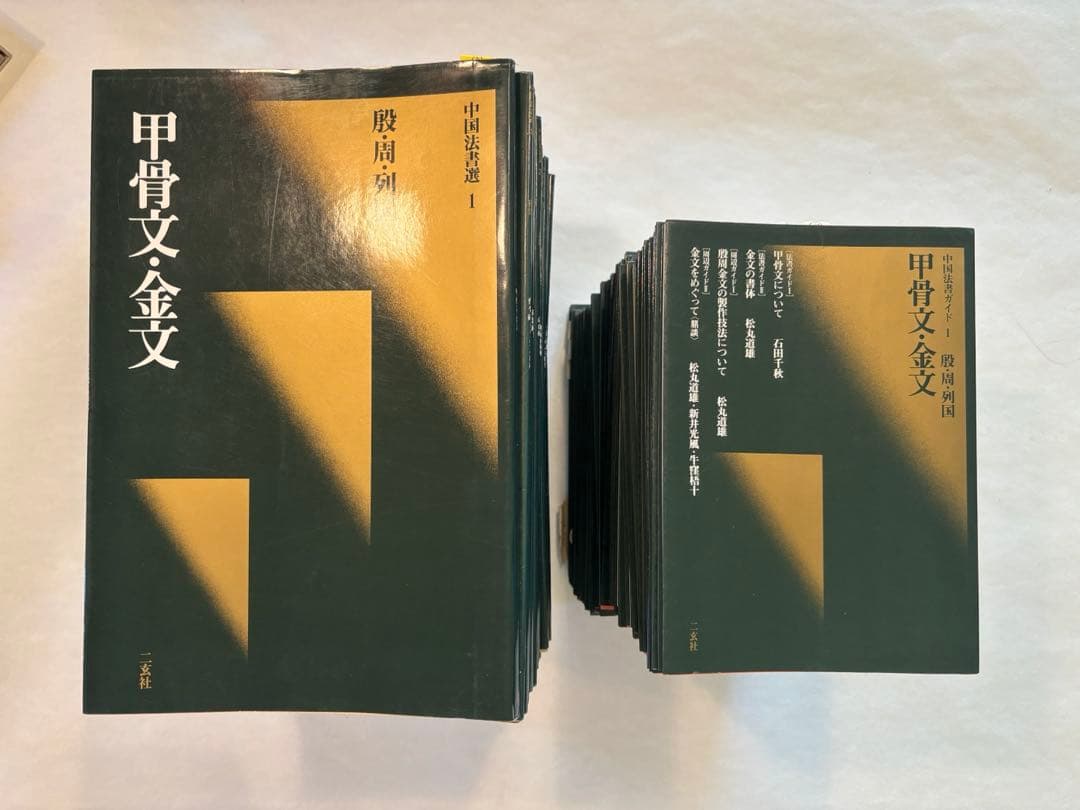 中国法書選 1
殷・周・列
甲骨文・金文
二玄社
中国法書ガイド 1 殷・周・列国
甲骨文・金文
[法書ガイドI]
甲骨文について 石田千秋
[法書ガイドII]
金文の書体 松丸道雄
[周辺ガイドI]
殷周金文の製作技法について 松丸道雄
[周辺ガイドII]
金文をめぐって〈鼎談〉 松丸道雄・新井光風・牛窪梧十
二玄社